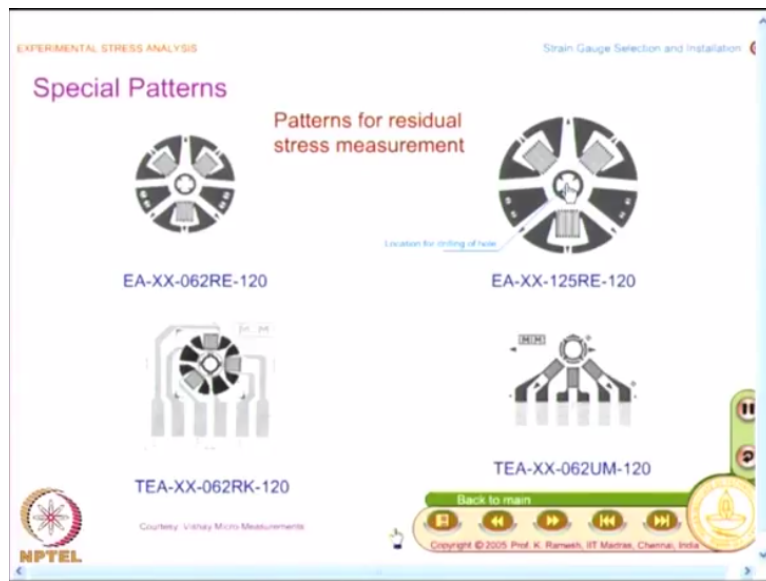 EXPERIMENTAL STRESS ANALYSIS
Strain Gauge Selection and Installation
Special Patterns
Patterns for residual
stress measurement
Location for drilling of hole
EA-XX-062RE-120
EA-XX-125RE-120
TEA-XX-062RK-120
TEA-XX-062UM-120
Back to main
Courtesy: Vishay Micro Measurements
Copyright © 2005 Prof. K. Ramesh, IIT Madras, Chennai, India
NPTEL